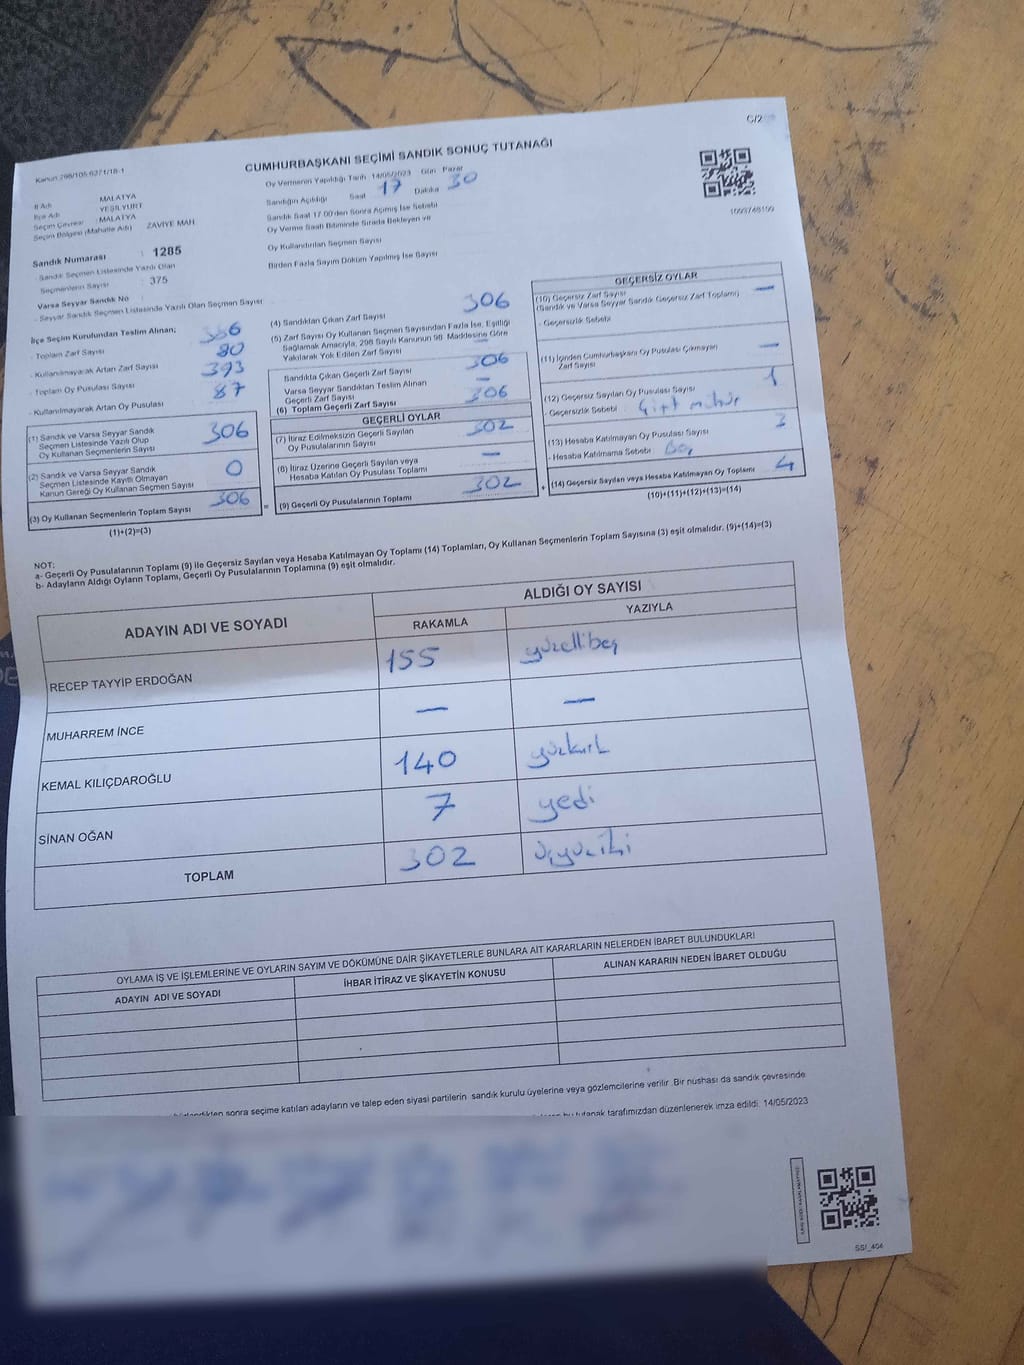 C/2
CUMHURBAŞKANI SEÇİMİ SANDIK SONUÇ TUTANAĞI
Kanun:298/105-6271/18-1
Oy Vermenin Yapıldığı Tarih 14/05/2023 Gün Pazar
Sandığın Açıldığı Saat 17 Dakika 30
İl Adı MALATYA
İlçe Adı YEŞİLYURT
Seçim Çevresi : MALATYA
Seçim Bölgesi (Mahalle Adı) ZAVİYE MAH.
Sandık Saat 17.00'den Sonra Açımış İse Sebebi
Oy Verme Saati Bitiminde Sırada Bekleyen ve
Oy Kullandırılan Seçmen Sayısı
Birden Fazla Sayım Döküm Yapılmış İse Sayısı
Sandık Numarası : 1285
- Sandık Seçmen Listesinde Yazılı Olan
Seçmenlerin Sayısı : 375
Varsa Seyyar Sandık No :
- Seyyar Sandık Seçmen Listesinde Yazılı Olan Seçmen Sayısı
İlçe Seçim Kurulundan Teslim Alınan;
- Toplam Zarf Sayısı
- Kullanılmayarak Artan Zarf Sayısı 80
- Toplam Oy Pusulası Sayısı 393
- Kullanılmayarak Artan Oy Pusulası 87
(1) Sandık ve Varsa Seyyar Sandık
Seçmen Listesinde Yazılı Olup
Oy Kullanan Seçmenlerin Sayısı 306
(2) Sandık ve Varsa Seyyar Sandık
Seçmen Listesinde Kayıtlı Olmayan
Kanun Gereği Oy Kullanan Seçmen Sayısı 0
(3) Oy Kullanan Seçmenlerin Toplam Sayısı 306
(1)+(2)=(3)
(4) Sandıktan Çıkan Zarf Sayısı 306
(5) Zarf Sayısı Oy Kullanan Seçmen Sayısından Fazla İse, Eşitliği
Sağlamak Amacıyla, 298 Sayılı Kanunun 98. Maddesine Göre
Yakılarak Yok Edilen Zarf Sayısı —
Sandıkta Çıkan Geçerli Zarf Sayısı 306
Varsa Seyyar Sandıktan Teslim Alınan
Geçerli Zarf Sayısı —
(6) Toplam Geçerli Zarf Sayısı 306
GEÇERLİ OYLAR
(7) İtiraz Edilmeksizin Geçerli Sayılan
Oy Pusulalarının Sayısı 302
(8) İtiraz Üzerine Geçerli Sayılan veya
Hesaba Katılan Oy Pusulası Toplamı —
= (9) Geçerli Oy Pusulalarının Toplamı 302
GEÇERSİZ OYLAR
(10) Geçersiz Zarf Sayısı
(Sandık ve Varsa Seyyar Sandık Geçersiz Zarf Toplamı) —
- Geçersizlik Sebebi
(11) İçinden Cumhurbaşkanı Oy Pusulası Çıkmayan
Zarf Sayısı —
(12) Geçersiz Sayılan Oy Pusulası Sayısı 1
- Geçersizlik Sebebi Çift mühür
(13) Hesaba Katılmayan Oy Pusulası Sayısı 3
- Hesaba Katılmama Sebebi Boş
+ (14) Geçersiz Sayılan veya Hesaba Katılmayan Oy Toplamı 4
(10)+(11)+(12)+(13)=(14)
NOT:
a- Geçerli Oy Pusulalarının Toplamı (9) ile Geçersiz Sayılan veya Hesaba Katılmayan Oy Toplamı (14) Toplamları, Oy Kullanan Seçmenlerin Toplam Sayısına (3) eşit olmalıdır. (9)+(14)=(3)
b- Adayların Aldığı Oyların Toplamı, Geçerli Oy Pusulalarının Toplamına (9) eşit olmalıdır.
ADAYIN ADI VE SOYADI
ALDIĞI OY SAYISI
RAKAMLA YAZIYLA
RECEP TAYYİP ERDOĞAN 155 yüzellibeş
MUHARREM İNCE — —
KEMAL KILIÇDAROĞLU 140 yüzkırk
SİNAN OĞAN 7 yedi
TOPLAM 302 üçyüziki
OYLAMA İŞ VE İŞLEMLERİNE VE OYLARIN SAYIM VE DÖKÜMÜNE DAİR ŞİKAYETLERLE BUNLARA AİT KARARLARIN NELERDEN İBARET BULUNDUKLARI
ADAYIN ADI VE SOYADI İHBAR İTİRAZ VE ŞİKAYETİN KONUSU ALINAN KARARIN NEDEN İBARET OLDUĞU
sonra seçime katılan adayların ve talep eden siyasi partilerin sandık kurulu üyelerine veya gözlemcilerine verilir. Bir nüshası da sandık çevresinde
bu tutanak tarafımızdan düzenlenerek imza edildi. 14/05/2023